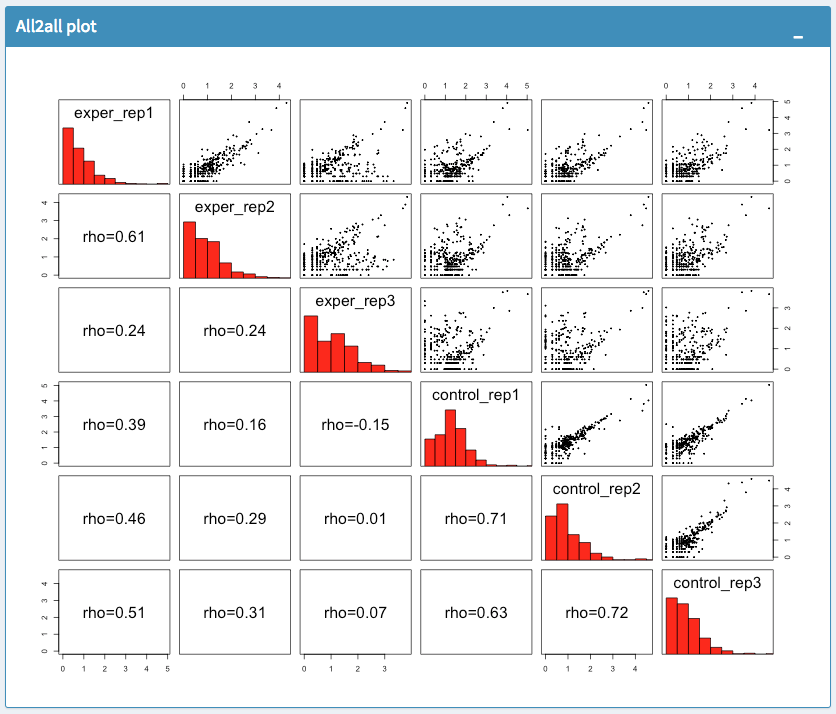 All2all plot
0 1 2 3 4
0 1 2 3 4 5
0 1 2 3 4
exper_rep1
0 1 2 3 4 5
0 1 2 3 4
rho=0.61
exper_rep2
rho=0.24
rho=0.24
exper_rep3
0 1 2 3
0 1 2 3 4 5
rho=0.39
rho=0.16
rho=-0.15
control_rep1
rho=0.46
rho=0.29
rho=0.01
rho=0.71
control_rep2
0 1 2 3 4
0 1 2 3 4
rho=0.51
rho=0.31
rho=0.07
rho=0.63
rho=0.72
control_rep3
0 1 2 3 4 5
0 1 2 3
0 1 2 3 4